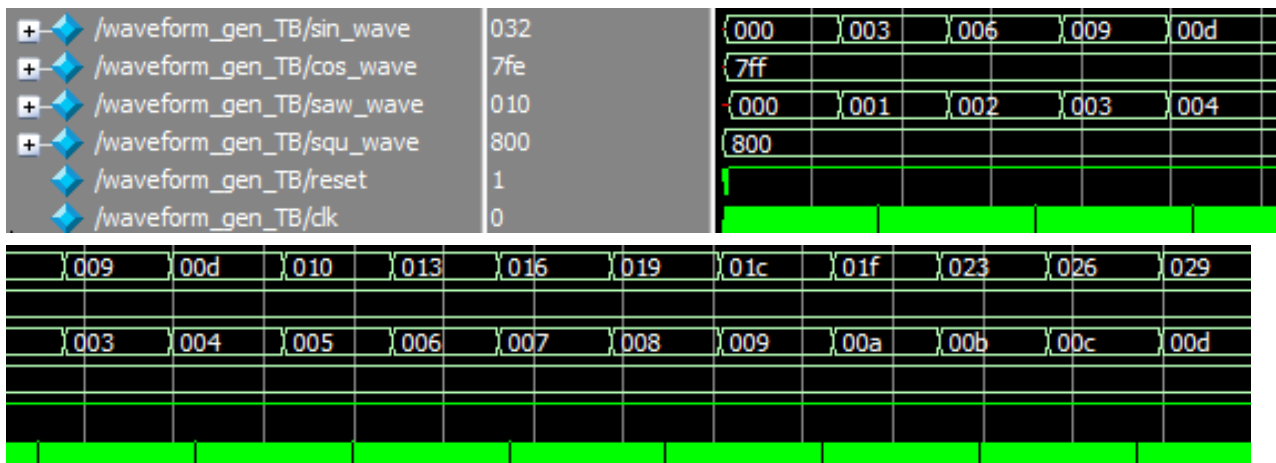 /waveform_gen_TB/sin_wave 032 000 003 006 009 00d
/waveform_gen_TB/cos_wave 7fe 7ff
/waveform_gen_TB/saw_wave 010 000 001 002 003 004
/waveform_gen_TB/squ_wave 800 800
/waveform_gen_TB/reset 1
/waveform_gen_TB/clk 0
009 00d 010 013 016 019 01c 01f 023 026 029
003 004 005 006 007 008 009 00a 00b 00c 00d